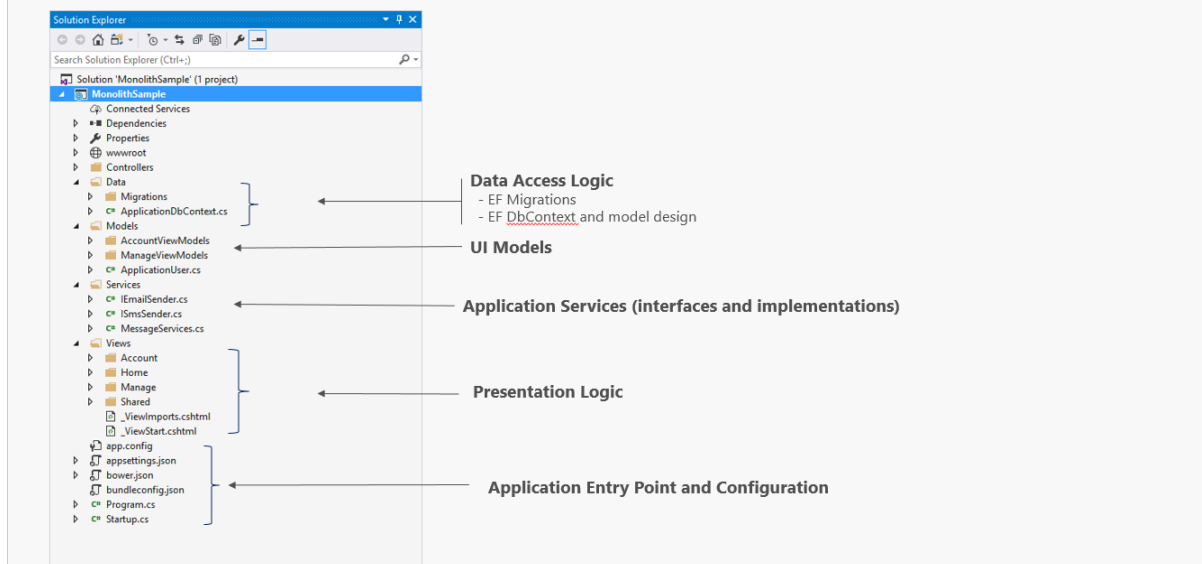 Solution Explorer
Search Solution Explorer (Ctrl+;)
Solution 'MonolithSample' (1 project)
MonolithSample
Connected Services
Dependencies
Properties
wwwroot
Controllers
Data
Migrations
ApplicationDbContext.cs
Models
AccountViewModels
ManageViewModels
ApplicationUser.cs
Services
IEmailSender.cs
ISmsSender.cs
MessageServices.cs
Views
Account
Home
Manage
Shared
_ViewImports.cshtml
_ViewStart.cshtml
app.config
appsettings.json
bower.json
bundleconfig.json
Program.cs
Startup.cs
Data Access Logic
- EF Migrations
- EF DbContext and model design
UI Models
Application Services (interfaces and implementations)
Presentation Logic
Application Entry Point and Configuration